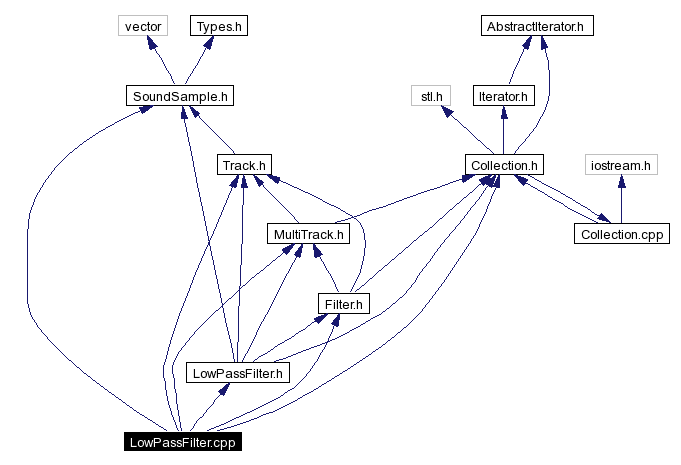 vector
Types.h
AbstractIterator.h
SoundSample.h
stl.h
Iterator.h
Track.h
Collection.h
iostream.h
MultiTrack.h
Collection.cpp
Filter.h
LowPassFilter.h
LowPassFilter.cpp